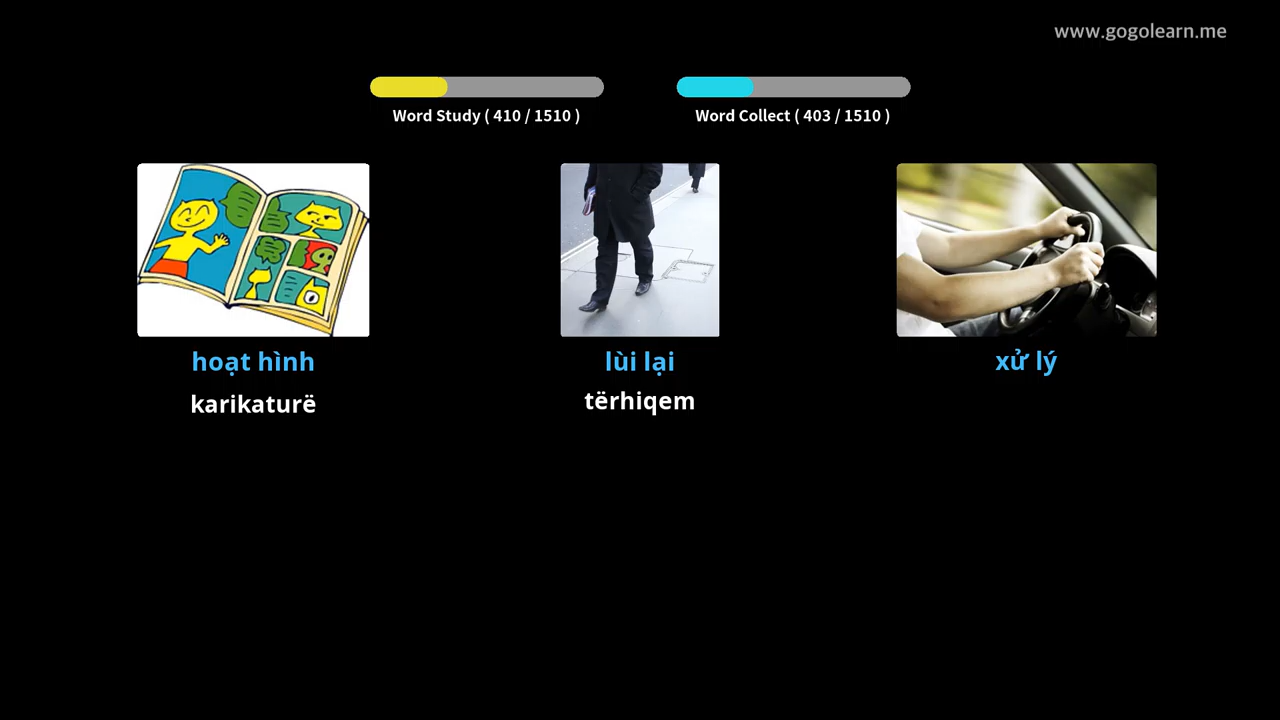 www.gogolearn.me
Word Study ( 410 / 1510 )
Word Collect ( 403 / 1510 )
hoạt hình
karikaturë
lùi lại
tërhiqem
xử lý